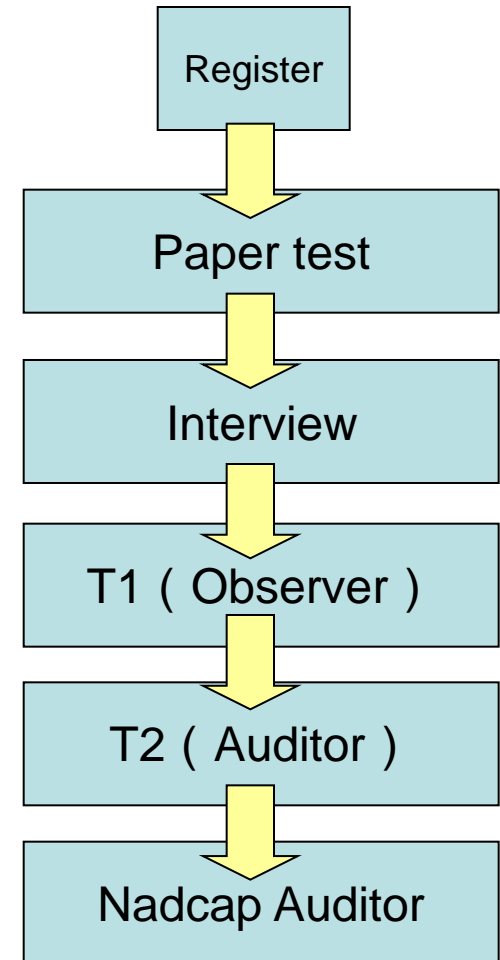 Register
Paper test
Interview
T1 ( Observer )
T2 ( Auditor )
Nadcap Auditor